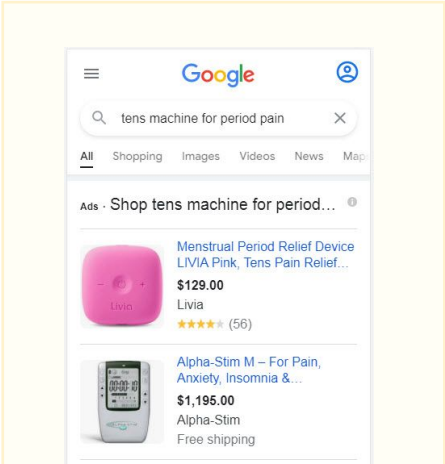 Google
tens machine for period pain
All Shopping Images Videos News Maps
Ads · Shop tens machine for period…
Menstrual Period Relief Device
LIVIA Pink, Tens Pain Relief…
$129.00
Livia
(56)
Livia
Alpha-Stim M – For Pain,
Anxiety, Insomnia &…
$1,195.00
Alpha-Stim
Free shipping